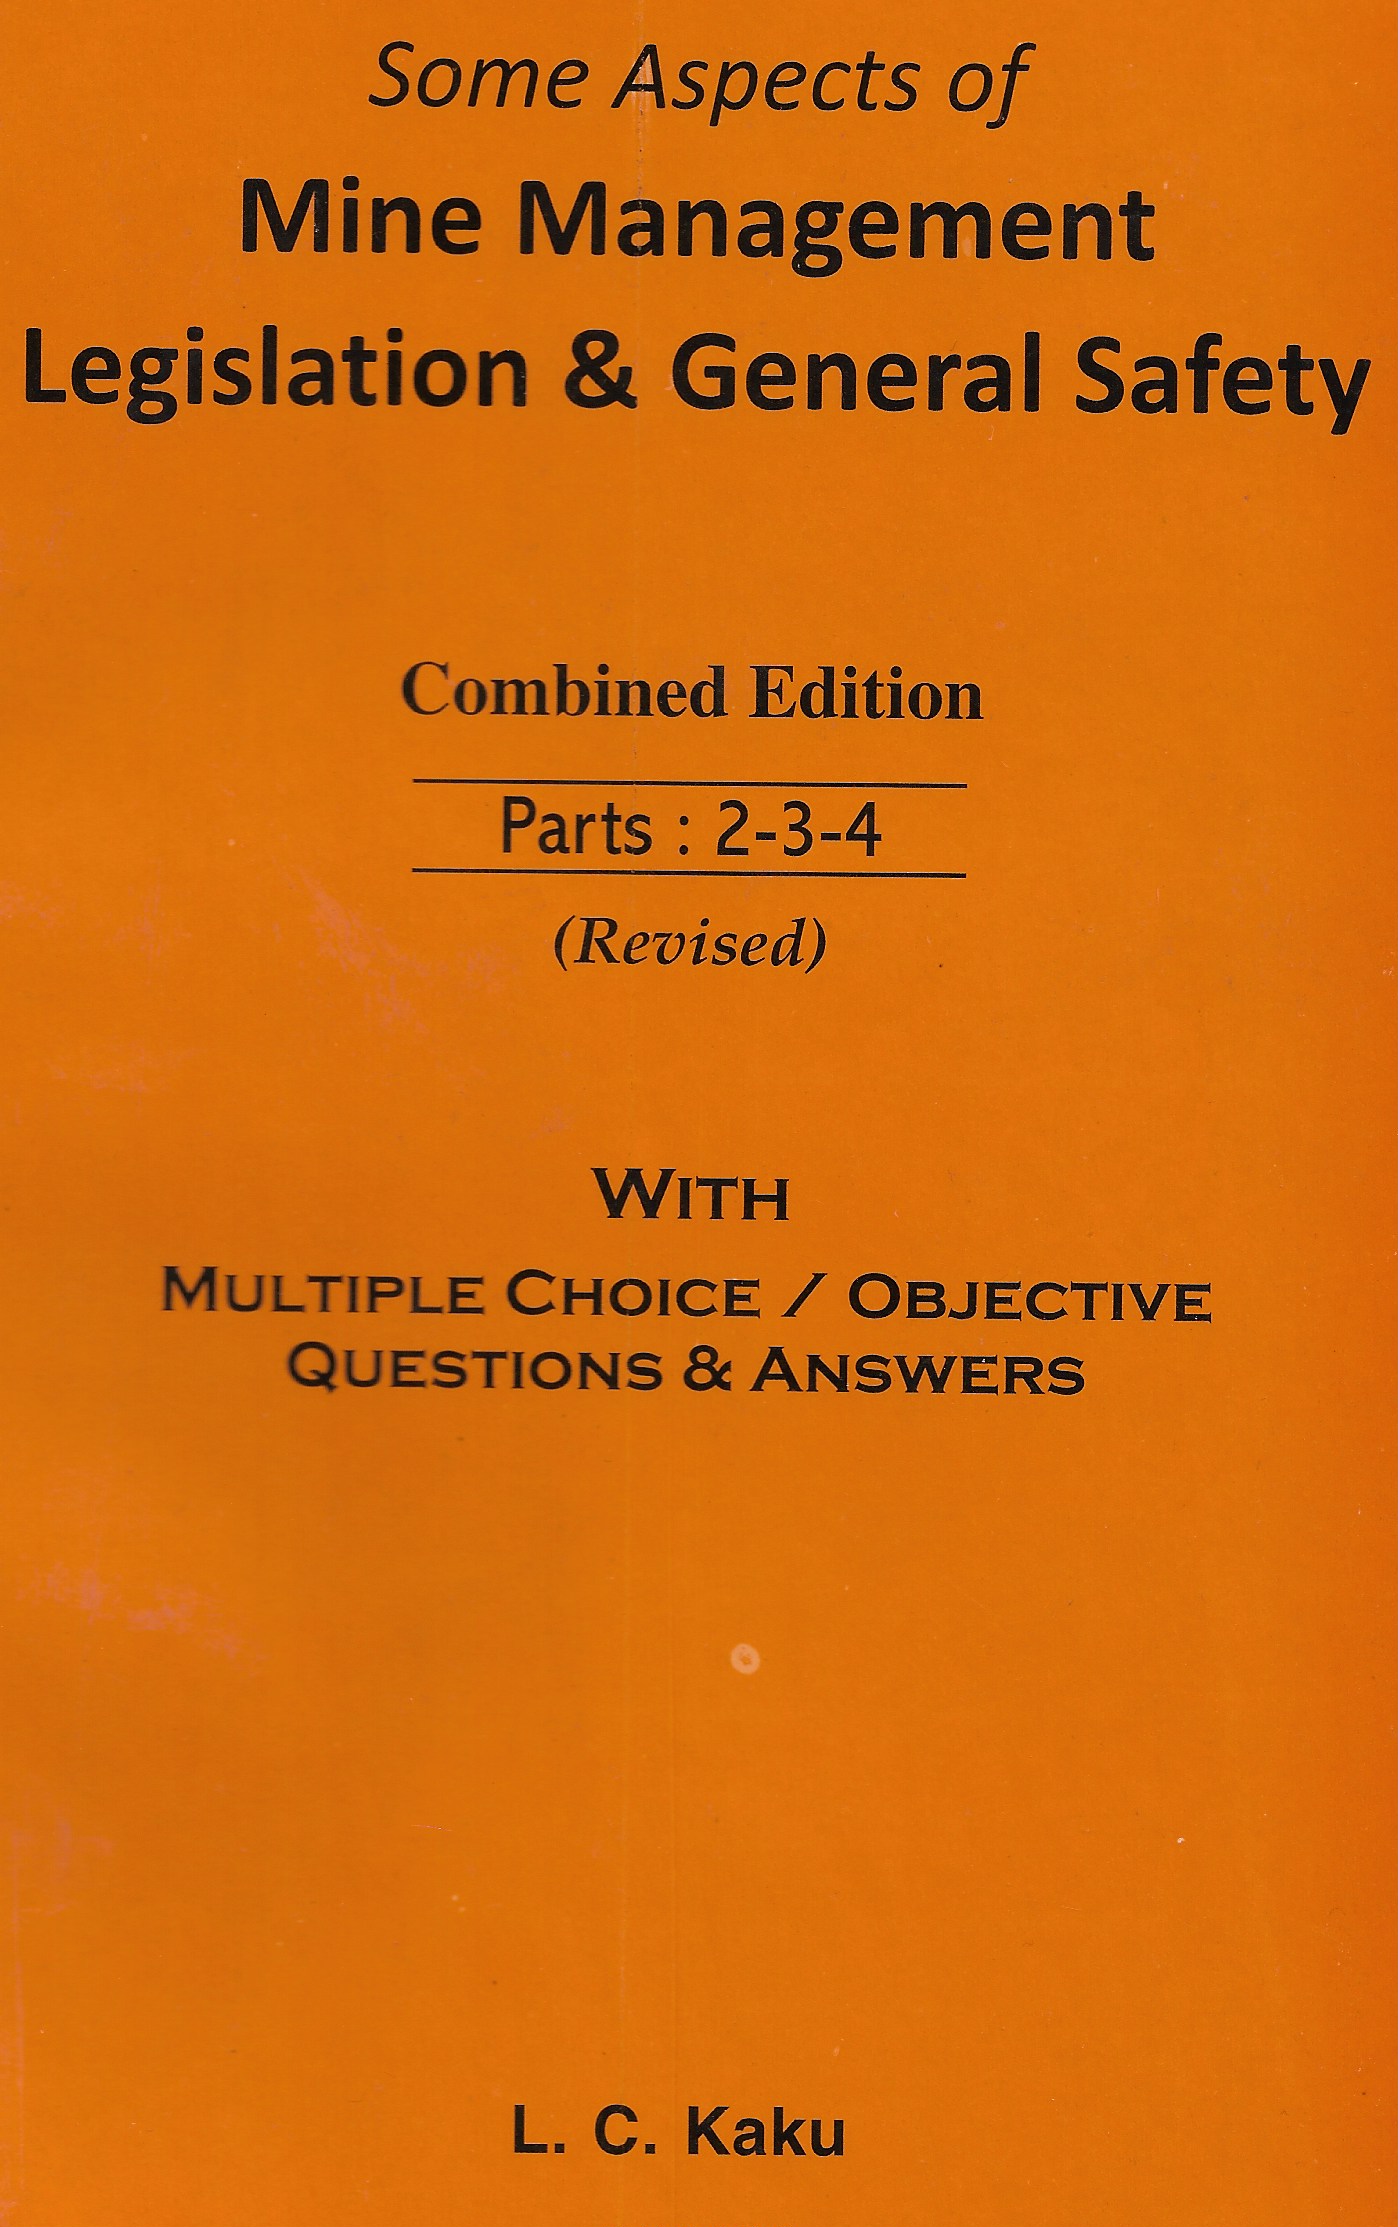 Some Aspects of
Mine Management
Legislation & General Safety
Combined Edition
Parts : 2-3-4
(Revised)
WITH
MULTIPLE CHOICE / OBJECTIVE
QUESTIONS & ANSWERS
L. C. Kaku